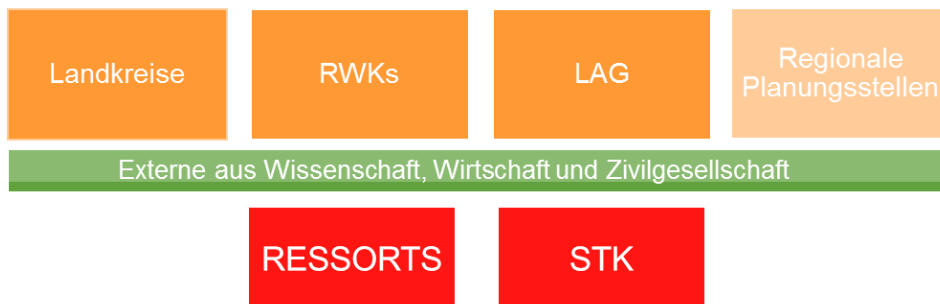 Landkreise
RWKs
LAG
Regionale
Planungsstellen
Externe aus Wissenschaft, Wirtschaft und Zivilgesellschaft
RESSORTS
STK